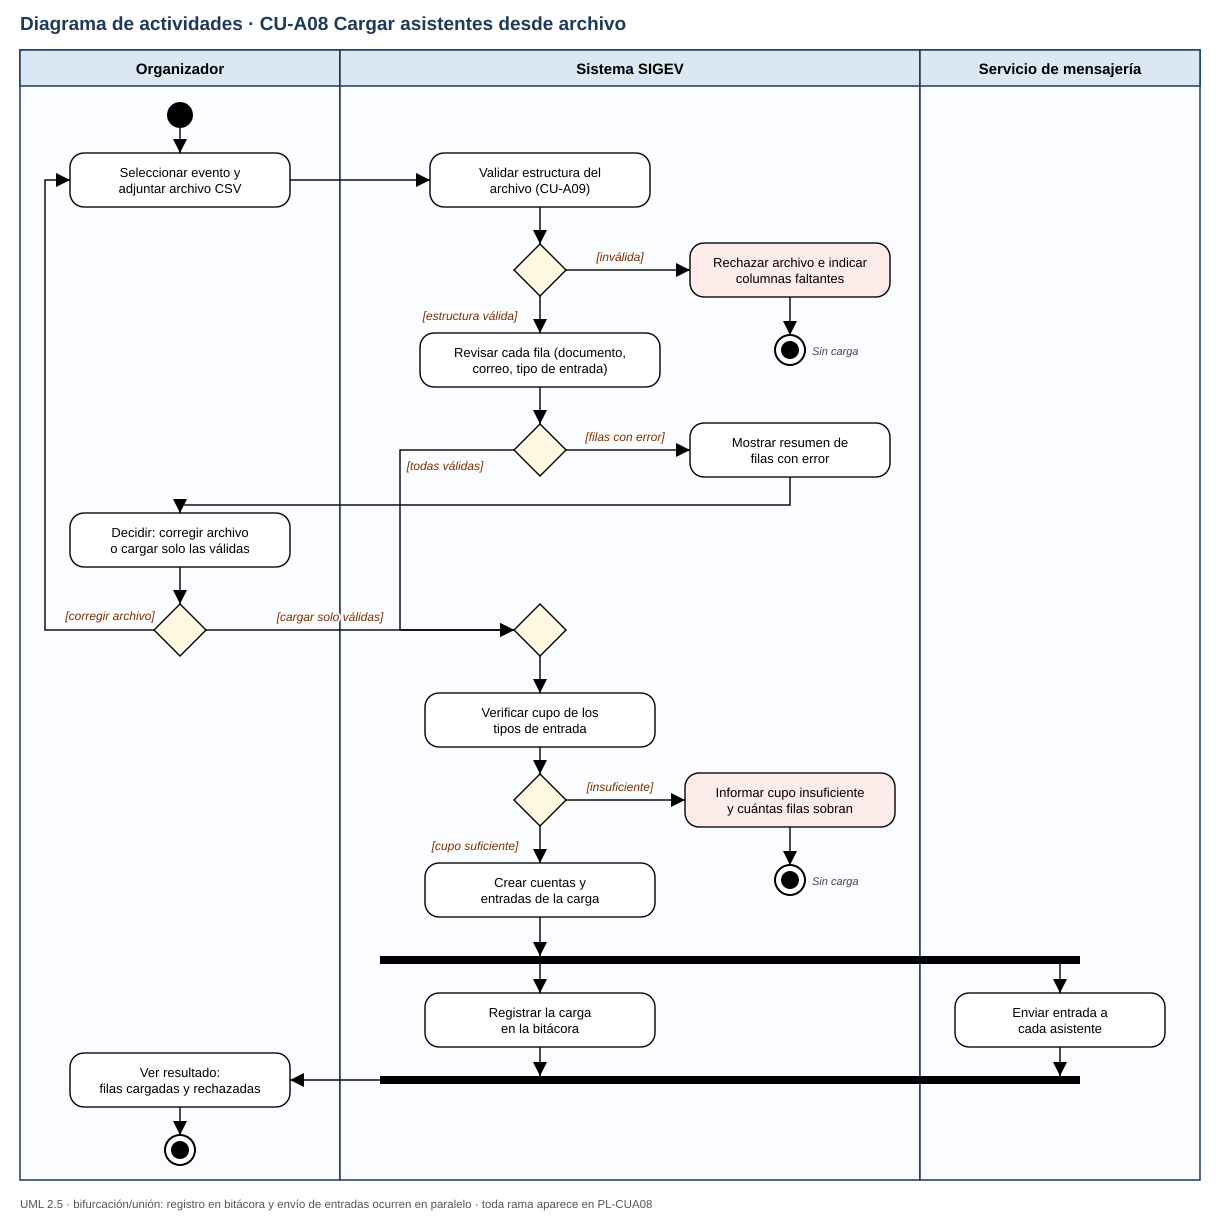 Diagrama de actividades · CU-A08 Cargar asistentes desde archivo
Organizador
Sistema SIGEV
Servicio de mensajería
Seleccionar evento y
adjuntar archivo CSV
Validar estructura del
archivo (CU-A09)
[inválida]
Rechazar archivo e indicar
columnas faltantes
[estructura válida]
Sin carga
Revisar cada fila (documento,
correo, tipo de entrada)
[filas con error]
Mostrar resumen de
filas con error
[todas válidas]
Decidir: corregir archivo
o cargar solo las válidas
[corregir archivo]
[cargar solo válidas]
Verificar cupo de los
tipos de entrada
[insuficiente]
Informar cupo insuficiente
y cuántas filas sobran
[cupo suficiente]
Sin carga
Crear cuentas y
entradas de la carga
Registrar la carga
en la bitácora
Enviar entrada a
cada asistente
Ver resultado:
filas cargadas y rechazadas
UML 2.5 · bifurcación/unión: registro en bitácora y envío de entradas ocurren en paralelo · toda rama aparece en PL-CUA08